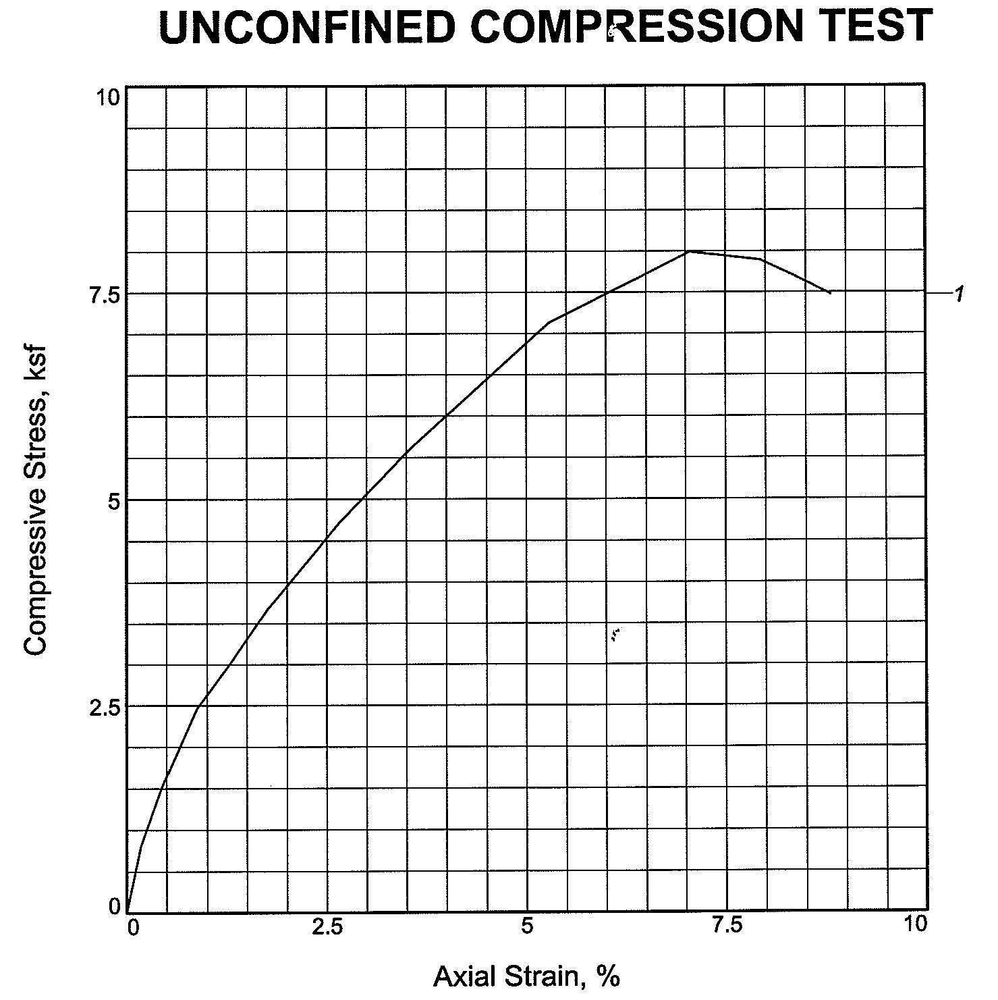 UNCONFINED COMPRESSION TEST
10
7.5
1
5
2.5
0
0 2.5 5 7.5 10
Compressive Stress, ksf
Axial Strain, %